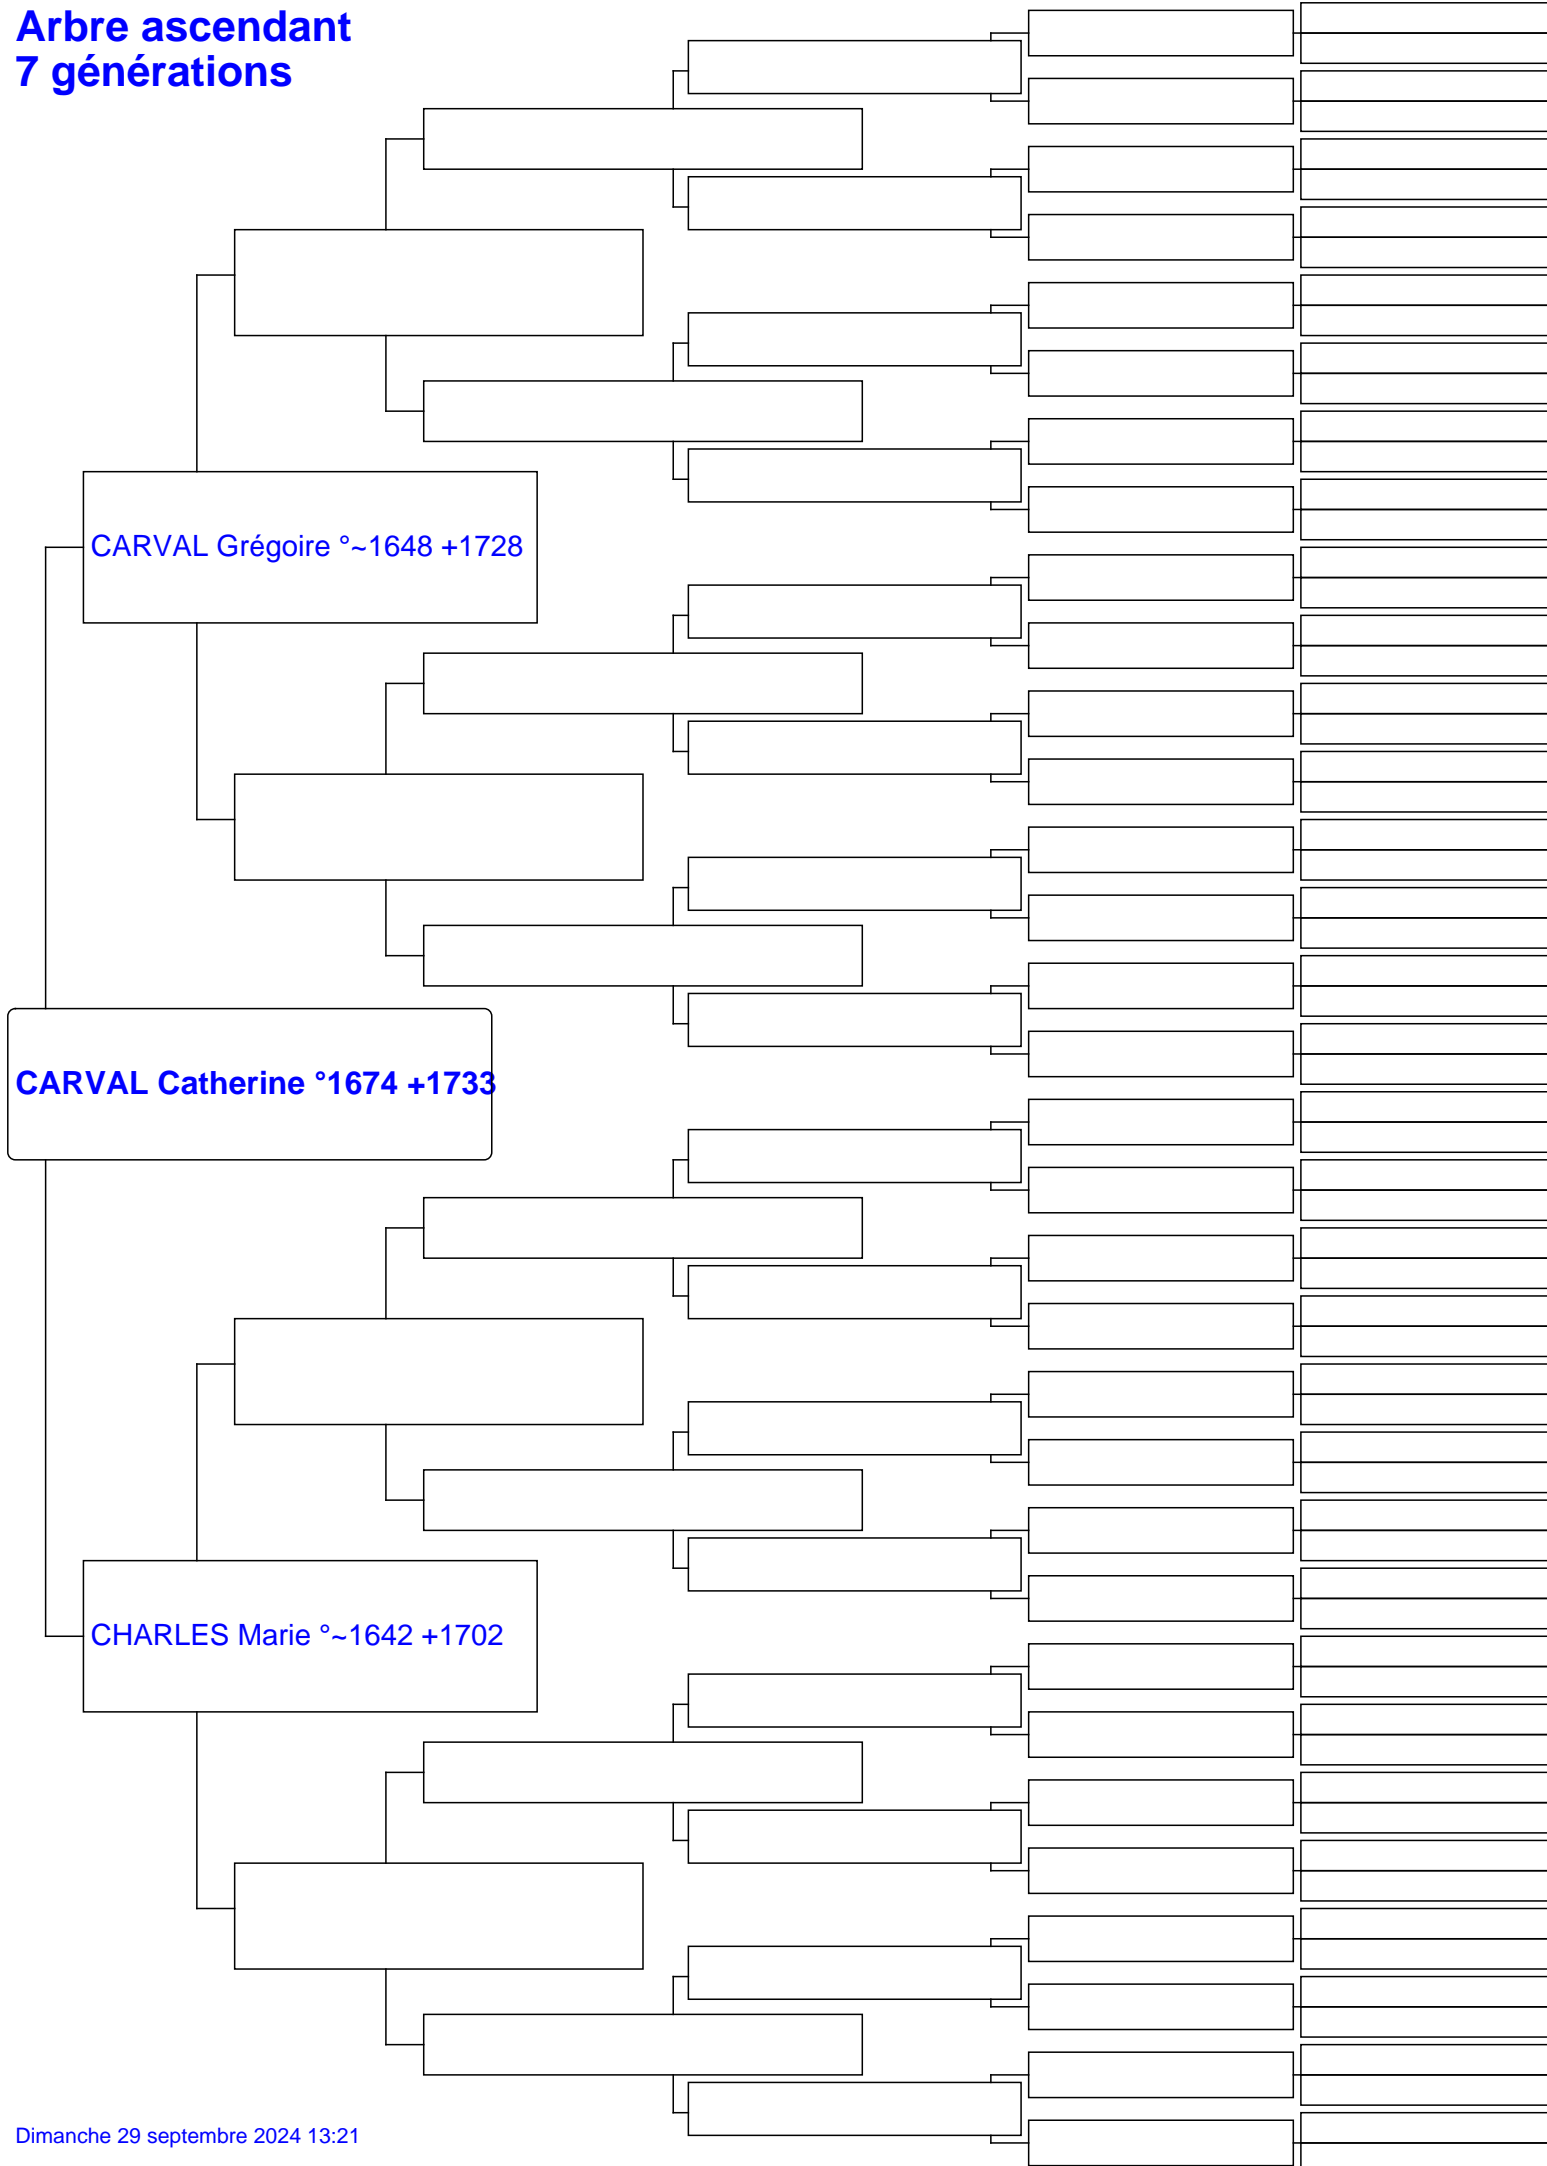 Arbre ascendant
7 générations
CARVAL Grégoire °~1648 +1728
CARVAL Catherine °1674 +1733
CHARLES Marie °~1642 +1702
Dimanche 29 septembre 2024 13:21